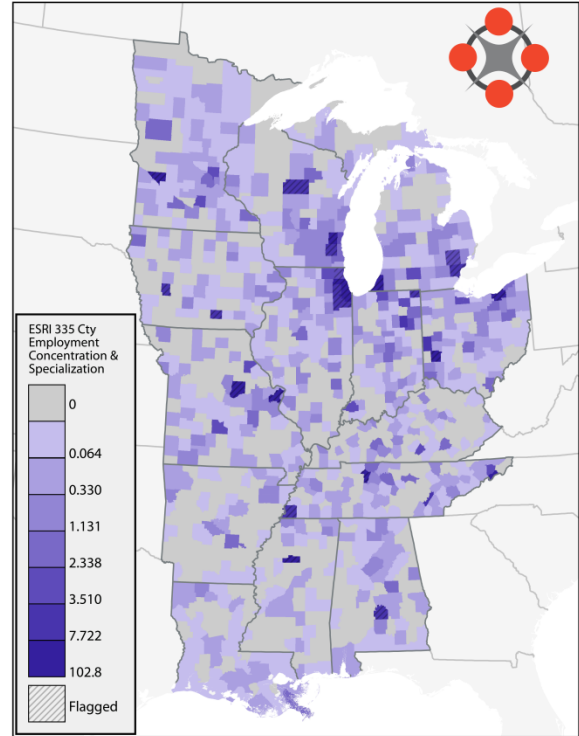 ESRI 335 Cty
Employment
Concentration &
Specialization
0
0.064
0.330
1.131
2.338
3.510
7.722
102.8
Flagged